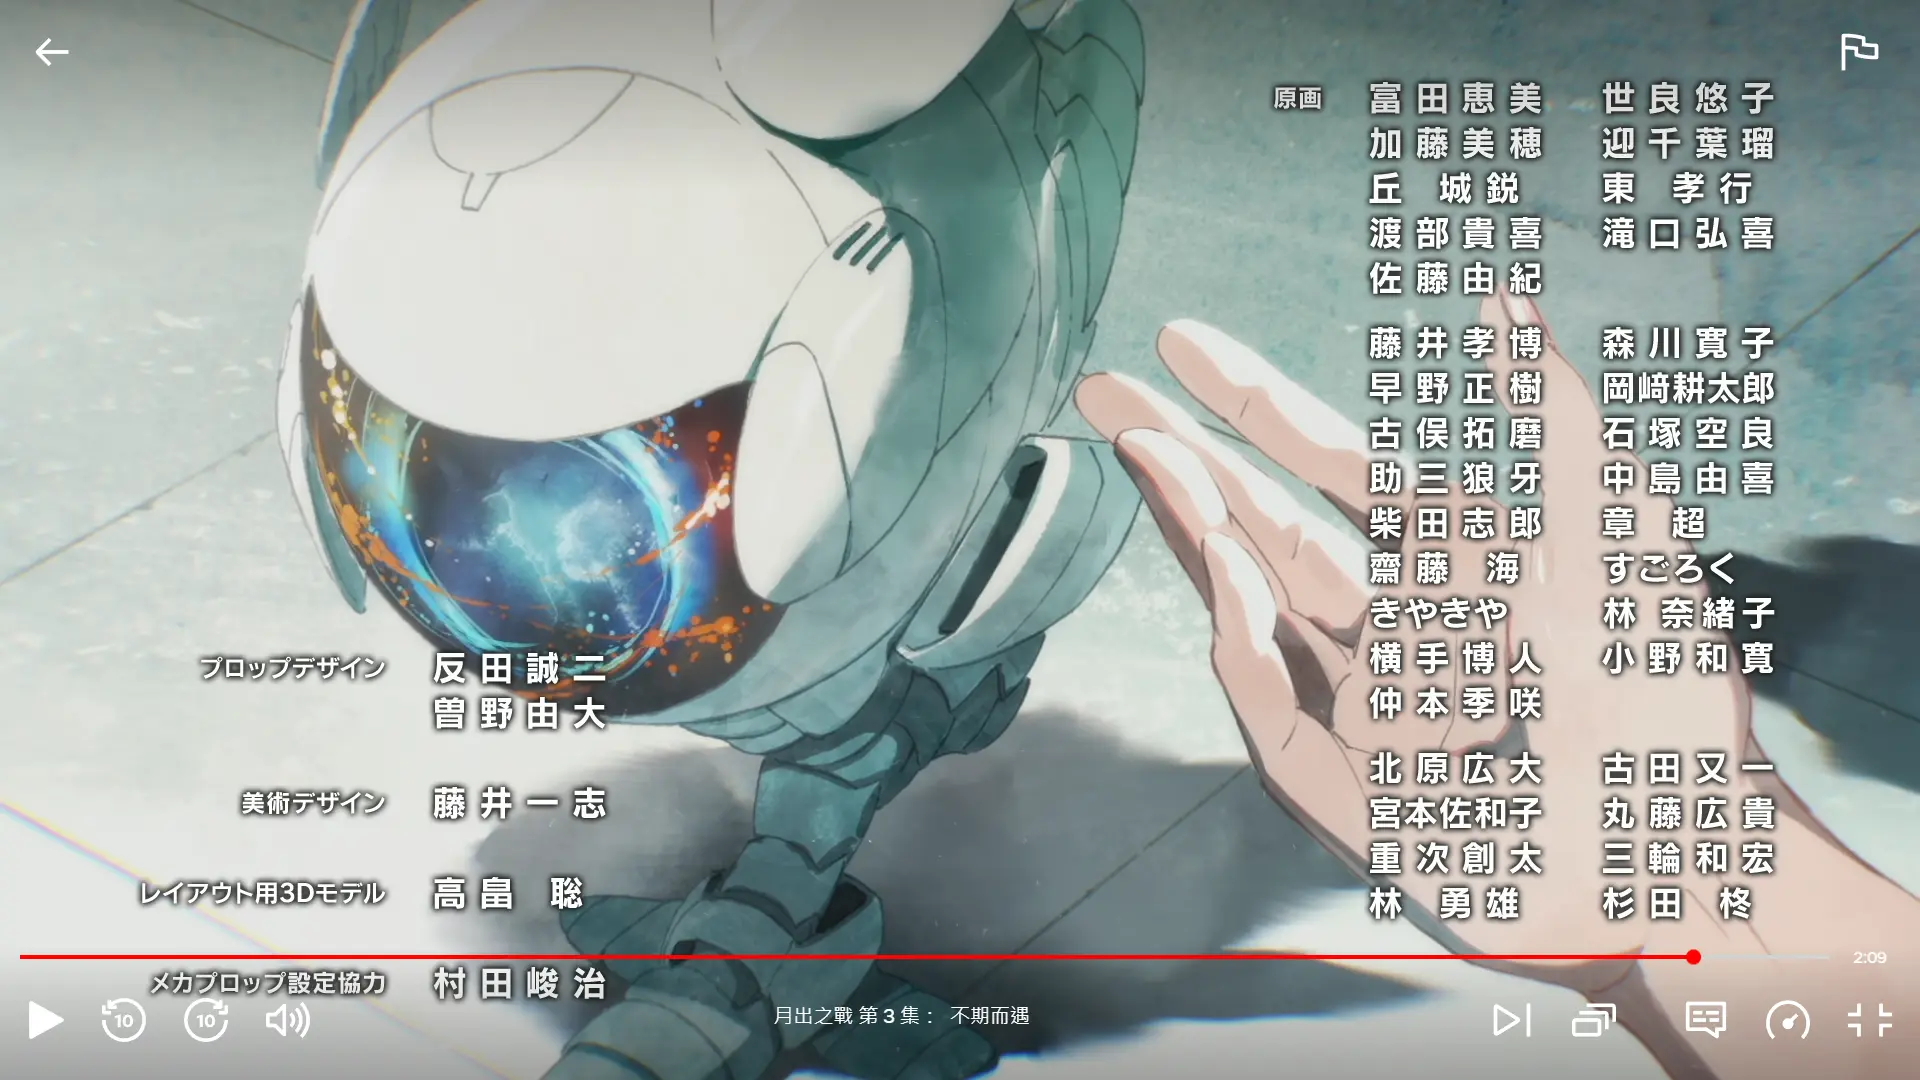 プロップデザイン 反田誠二
曽野由大
美術デザイン 藤井一志
レイアウト用3Dモデル 高畠 聡
メカプロップ設定協力 村田峻治
原画 富田恵美 世良悠子
加藤美穂 迎千葉瑠
丘 城鋭 東 孝行
渡部貴喜 滝口弘喜
佐藤由紀
藤井孝博 森川寛子
早野正樹 岡﨑耕太郎
古俣拓磨 石塚空良
助三狼牙 中島由喜
柴田志郎 章 超
齋藤 海 すごろく
きやきや 林 奈緒子
横手博人 小野和寛
仲本季咲
北原広大 古田又一
宮本佐和子 丸藤広貴
重次創太 三輪和宏
林 勇雄 杉田 柊
2:09
10 10
月出之戰 第 3 集： 不期而遇